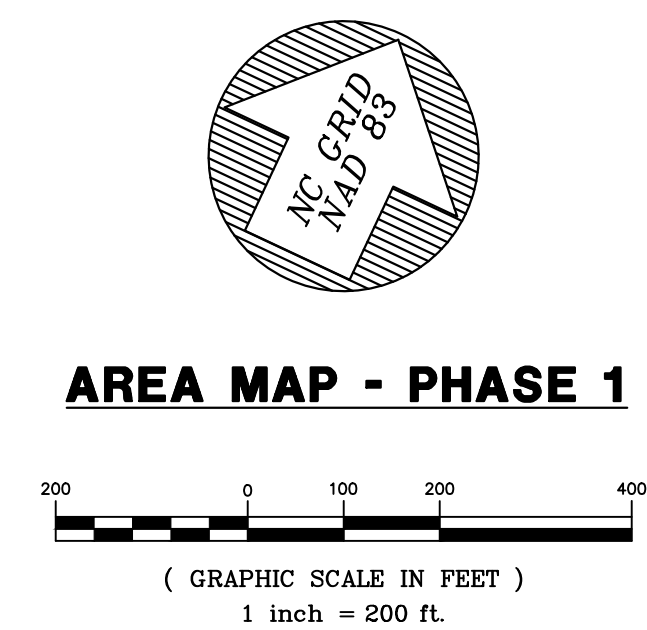 NC GRID
NAD 83
AREA MAP - PHASE 1
200 0 100 200 400
( GRAPHIC SCALE IN FEET )
1 inch = 200 ft.